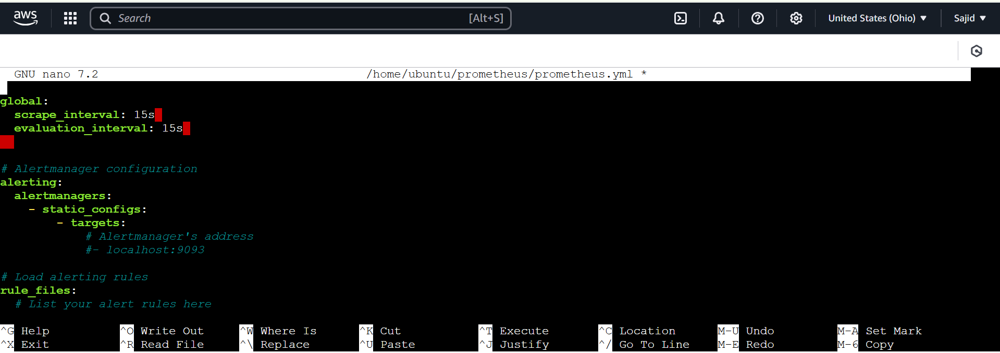 aws Search [Alt+S] United States (Ohio) ▼ Sajid ▼
GNU nano 7.2 /home/ubuntu/prometheus/prometheus.yml *
global:
  scrape_interval: 15s
  evaluation_interval: 15s
# Alertmanager configuration
alerting:
  alertmanagers:
    - static_configs:
        - targets:
            # Alertmanager's address
            #- localhost:9093
# Load alerting rules
rule_files:
  # List your alert rules here
^G Help ^O Write Out ^W Where Is ^K Cut ^T Execute ^C Location M-U Undo M-A Set Mark
^X Exit ^R Read File ^\ Replace ^U Paste ^J Justify ^/ Go To Line M-E Redo M-6 Copy